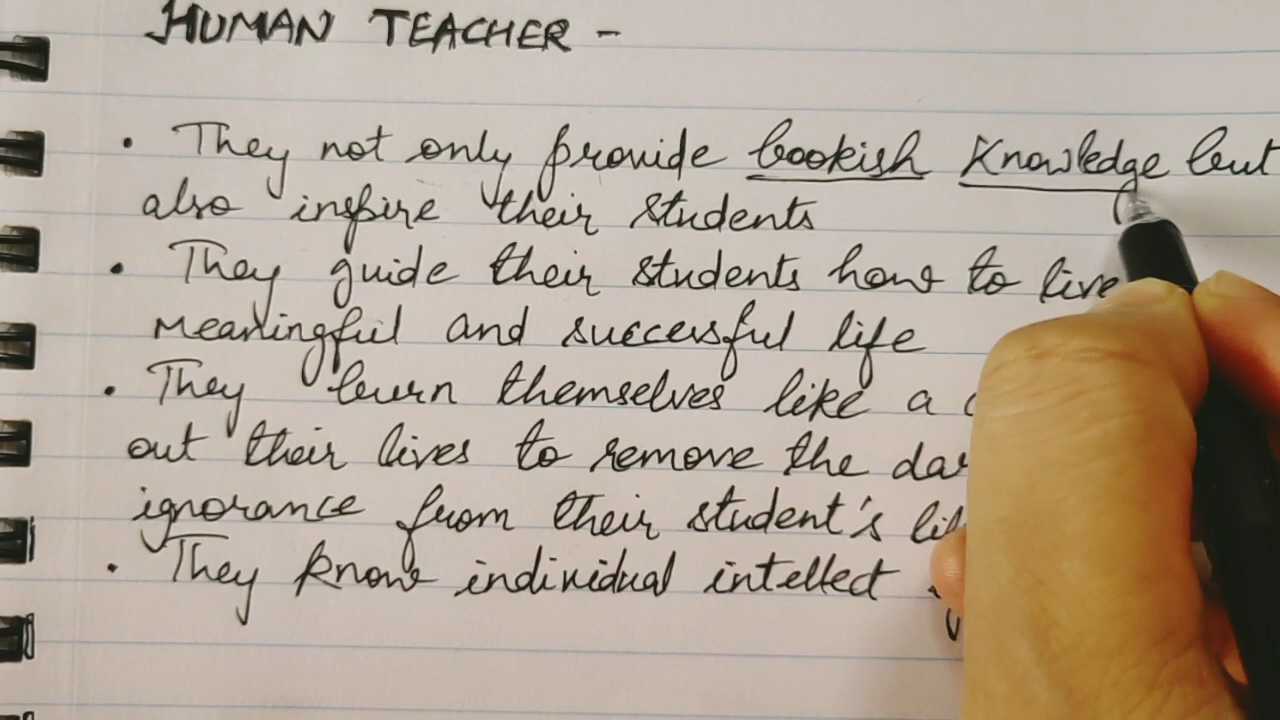 HUMAN TEACHER -
• They not only provide bookish Knowledge but
also inspire their students
• They guide their students how to live
meaningful and successful life
• They burn themselves like a
out their lives to remove the
ignorance from their student's
• They know individual intellect